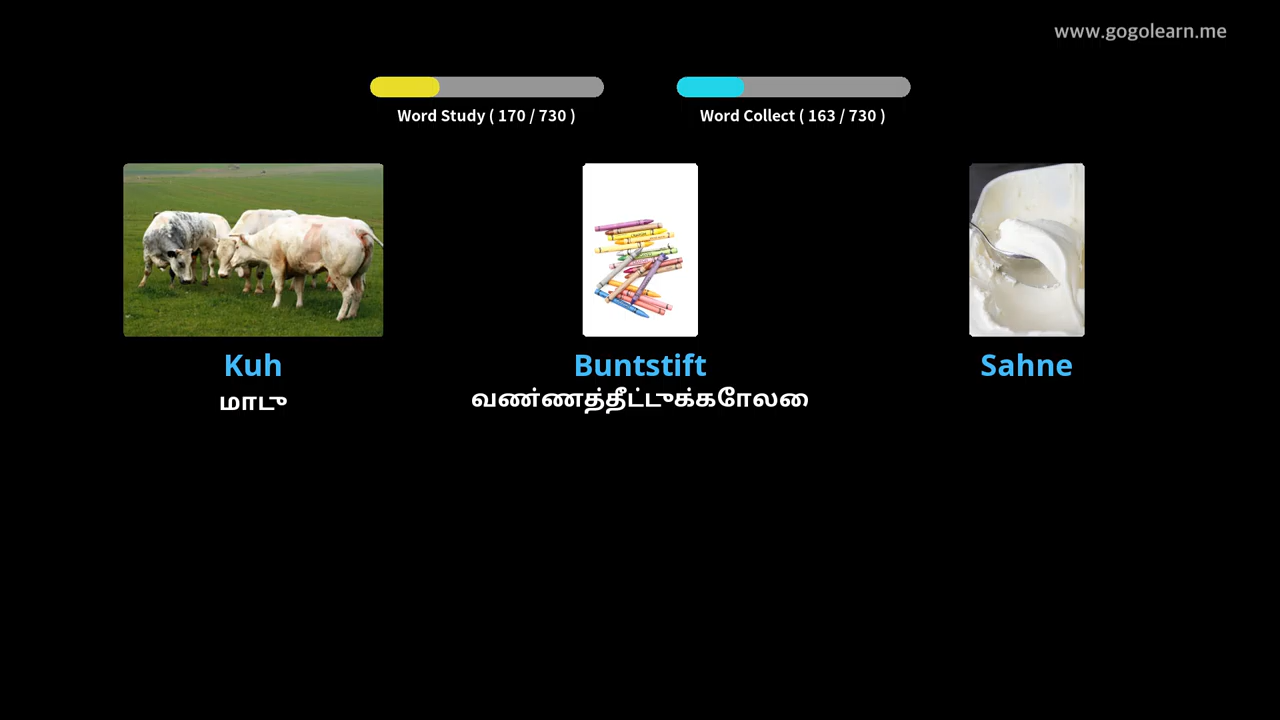 www.gogolearn.me
Word Study ( 170 / 730 )
Word Collect ( 163 / 730 )
Kuh
Buntstift
Sahne
மாடு
வண்ணத்தீட்டுக்கோலை